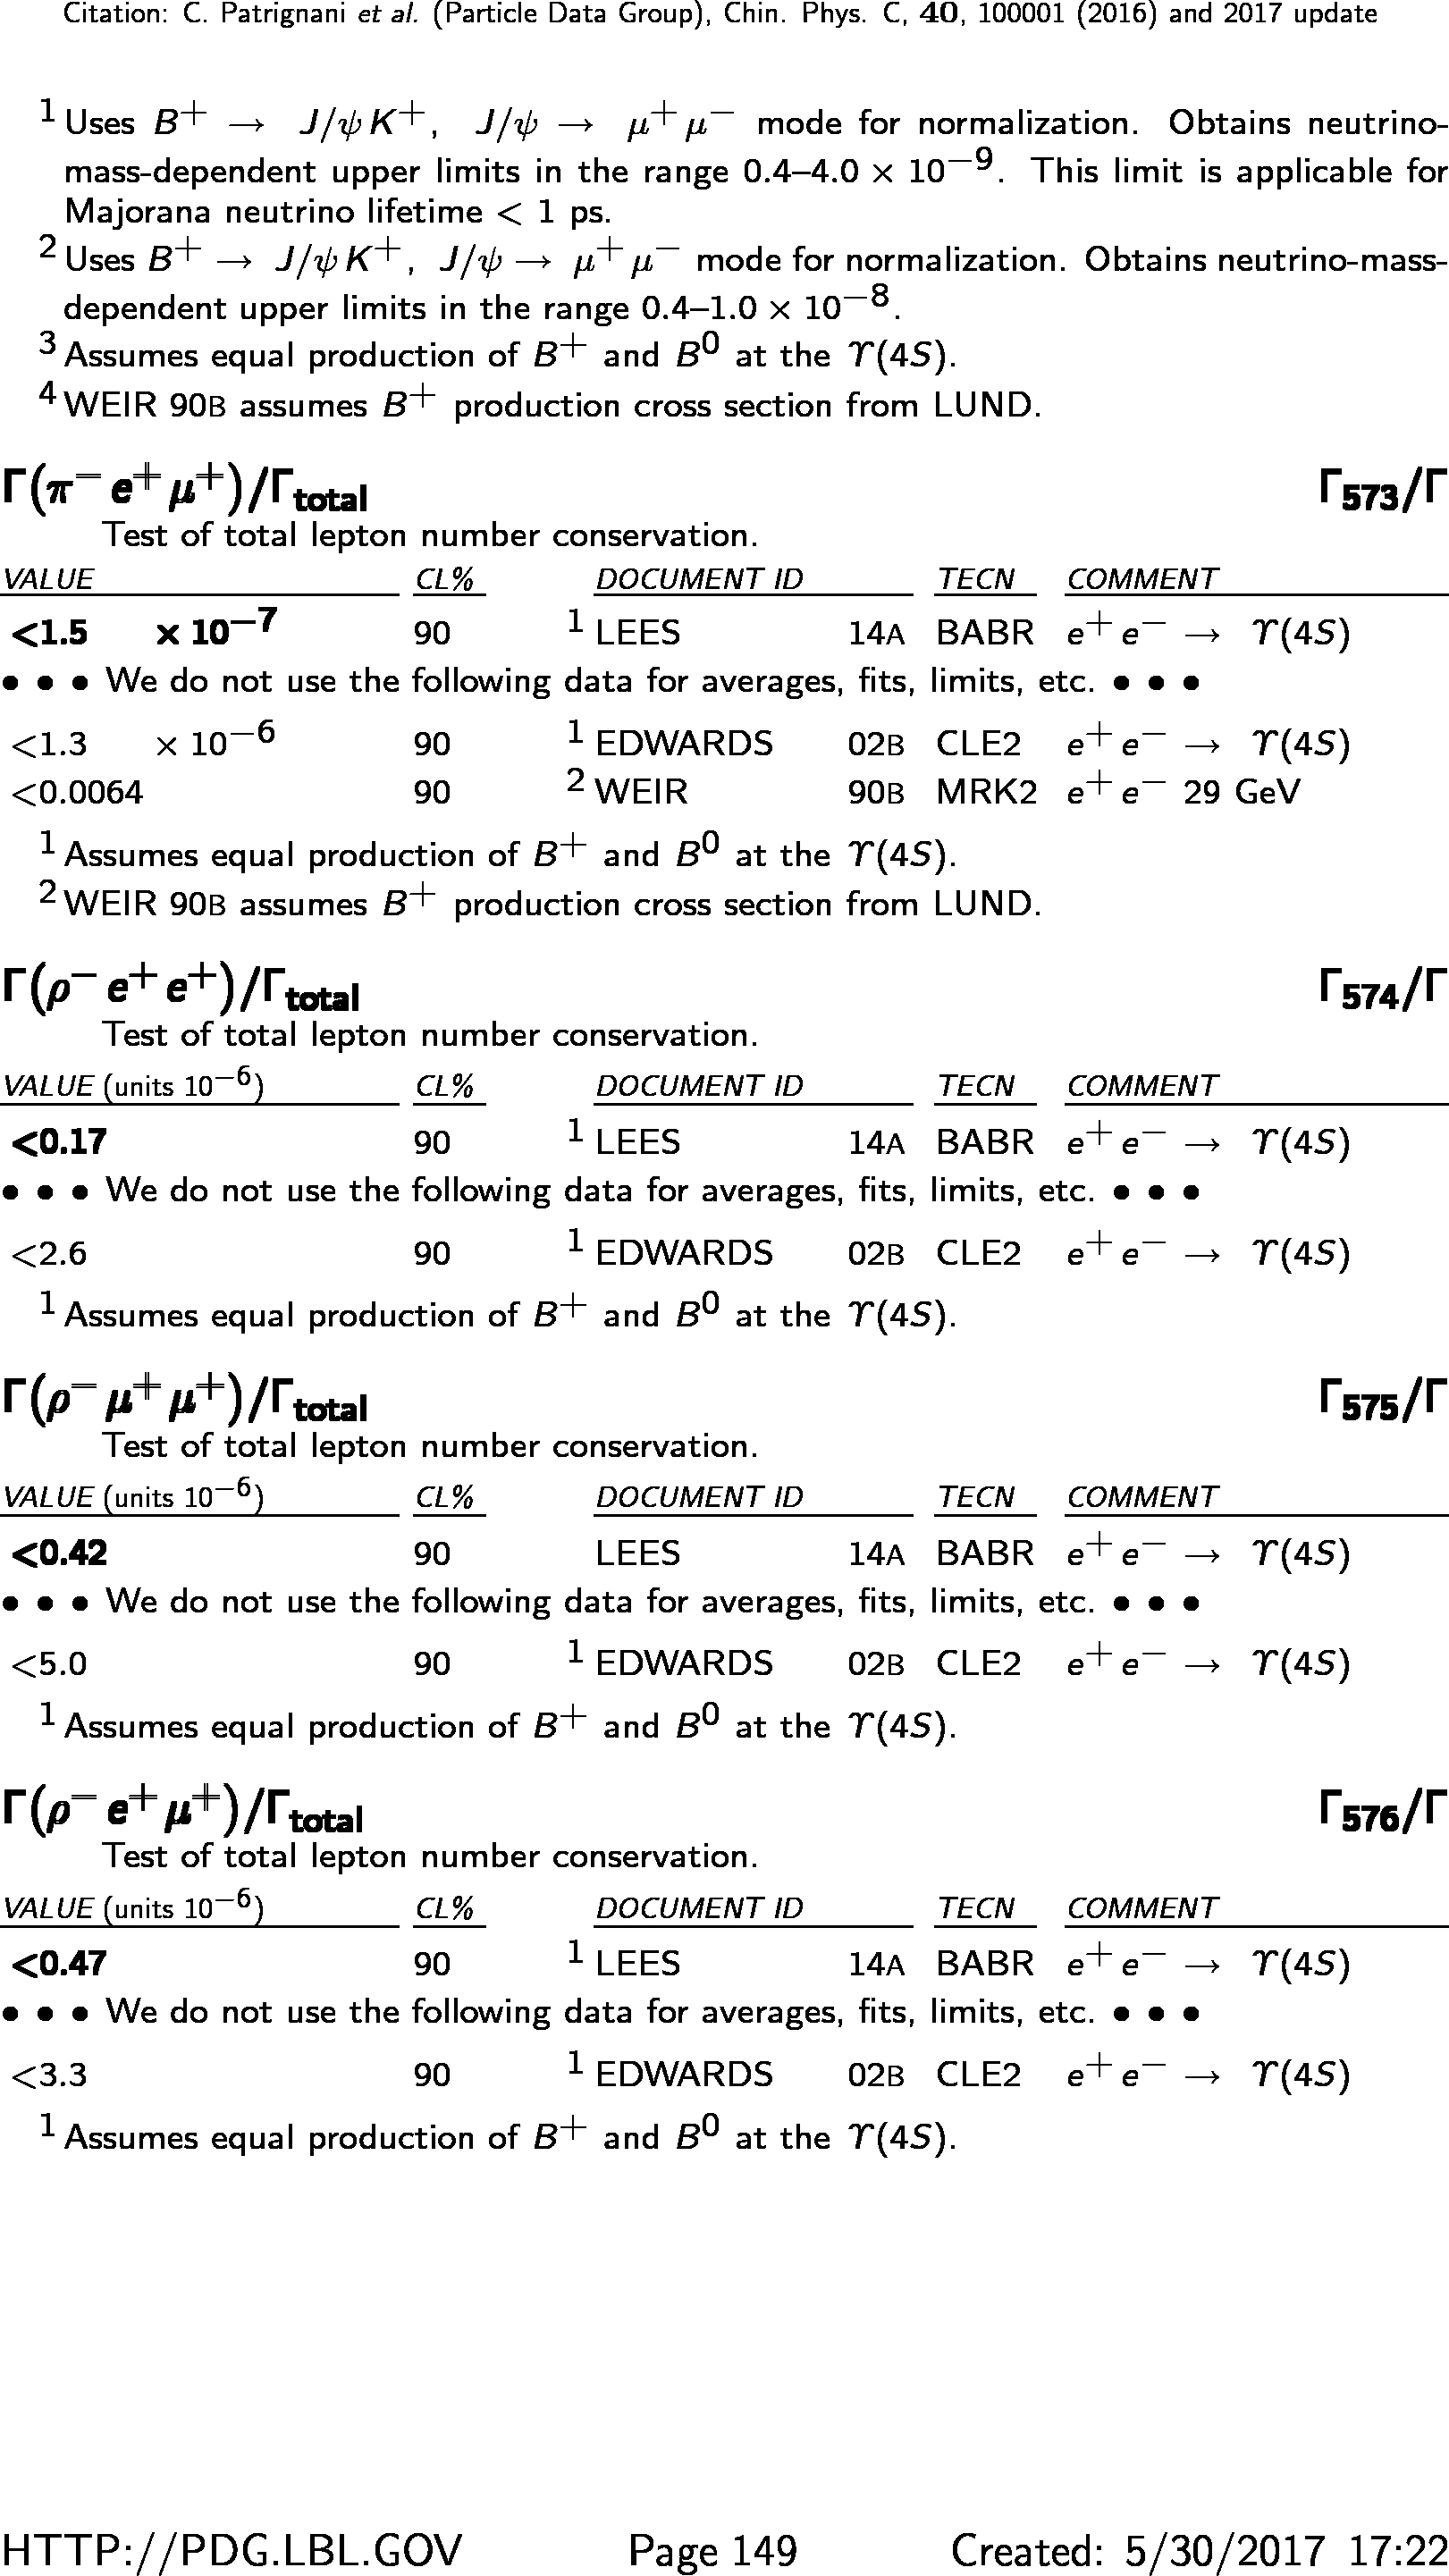 Citation: C. Patrignani et al. (Particle Data Group), Chin. Phys. C, 40, 100001 (2016) and 2017 update
1 Uses B⁺ → J/ψ K⁺, J/ψ → μ⁺ μ⁻ mode for normalization. Obtains neutrino-
mass-dependent upper limits in the range 0.4–4.0 × 10⁻⁹. This limit is applicable for
Majorana neutrino lifetime < 1 ps.
2 Uses B⁺ → J/ψ K⁺, J/ψ → μ⁺ μ⁻ mode for normalization. Obtains neutrino-mass-
dependent upper limits in the range 0.4–1.0 × 10⁻⁸.
3 Assumes equal production of B⁺ and B⁰ at the ϒ(4S).
4 WEIR 90B assumes B⁺ production cross section from LUND.
Γ(π⁻ e⁺ μ⁺)/Γtotal Γ573/Γ
Test of total lepton number conservation.
VALUE CL% DOCUMENT ID TECN COMMENT
<1.5 × 10⁻⁷ 90 1 LEES 14A BABR e⁺ e⁻ → ϒ(4S)
• • • We do not use the following data for averages, fits, limits, etc. • • •
<1.3 × 10⁻⁶ 90 1 EDWARDS 02B CLE2 e⁺ e⁻ → ϒ(4S)
<0.0064 90 2 WEIR 90B MRK2 e⁺ e⁻ 29 GeV
1 Assumes equal production of B⁺ and B⁰ at the ϒ(4S).
2 WEIR 90B assumes B⁺ production cross section from LUND.
Γ(ρ⁻ e⁺ e⁺)/Γtotal Γ574/Γ
Test of total lepton number conservation.
VALUE (units 10⁻⁶) CL% DOCUMENT ID TECN COMMENT
<0.17 90 1 LEES 14A BABR e⁺ e⁻ → ϒ(4S)
• • • We do not use the following data for averages, fits, limits, etc. • • •
<2.6 90 1 EDWARDS 02B CLE2 e⁺ e⁻ → ϒ(4S)
1 Assumes equal production of B⁺ and B⁰ at the ϒ(4S).
Γ(ρ⁻ μ⁺ μ⁺)/Γtotal Γ575/Γ
Test of total lepton number conservation.
VALUE (units 10⁻⁶) CL% DOCUMENT ID TECN COMMENT
<0.42 90 LEES 14A BABR e⁺ e⁻ → ϒ(4S)
• • • We do not use the following data for averages, fits, limits, etc. • • •
<5.0 90 1 EDWARDS 02B CLE2 e⁺ e⁻ → ϒ(4S)
1 Assumes equal production of B⁺ and B⁰ at the ϒ(4S).
Γ(ρ⁻ e⁺ μ⁺)/Γtotal Γ576/Γ
Test of total lepton number conservation.
VALUE (units 10⁻⁶) CL% DOCUMENT ID TECN COMMENT
<0.47 90 1 LEES 14A BABR e⁺ e⁻ → ϒ(4S)
• • • We do not use the following data for averages, fits, limits, etc. • • •
<3.3 90 1 EDWARDS 02B CLE2 e⁺ e⁻ → ϒ(4S)
1 Assumes equal production of B⁺ and B⁰ at the ϒ(4S).
HTTP://PDG.LBL.GOV Page 149 Created: 5/30/2017 17:22